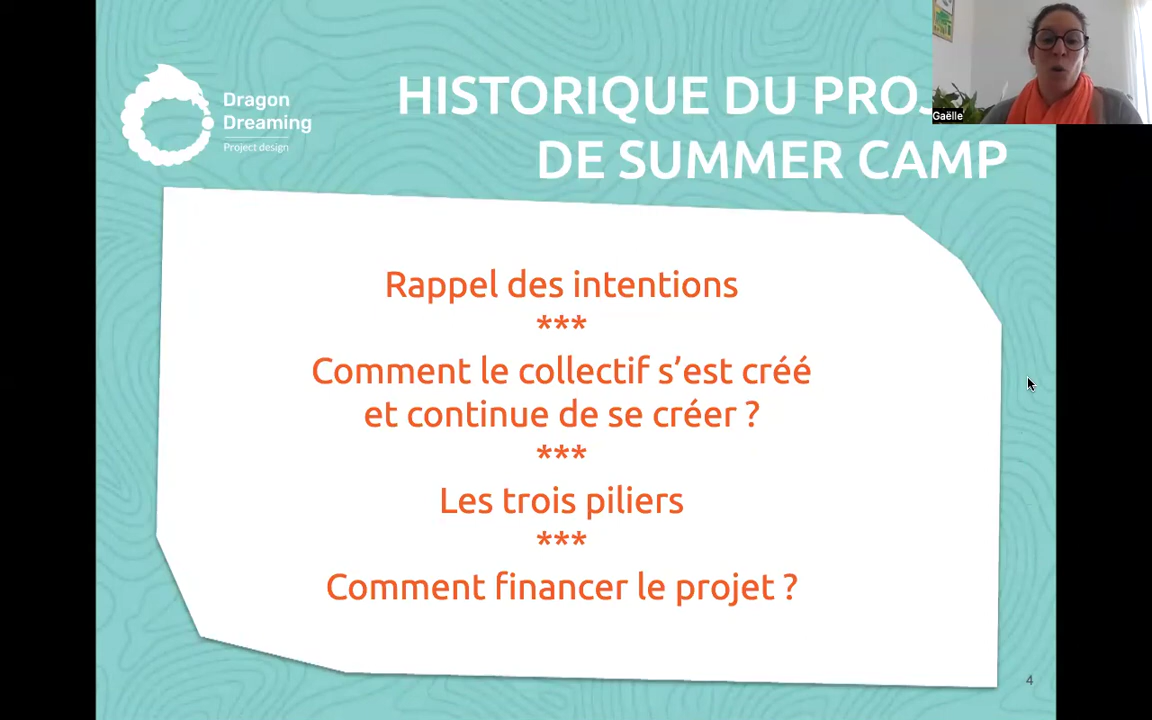 Dragon
Dreaming
Project design
HISTORIQUE DU PROJ
DE SUMMER CAMP
Gaëlle
Rappel des intentions
***
Comment le collectif s’est créé
et continue de se créer ?
***
Les trois piliers
***
Comment financer le projet ?
4